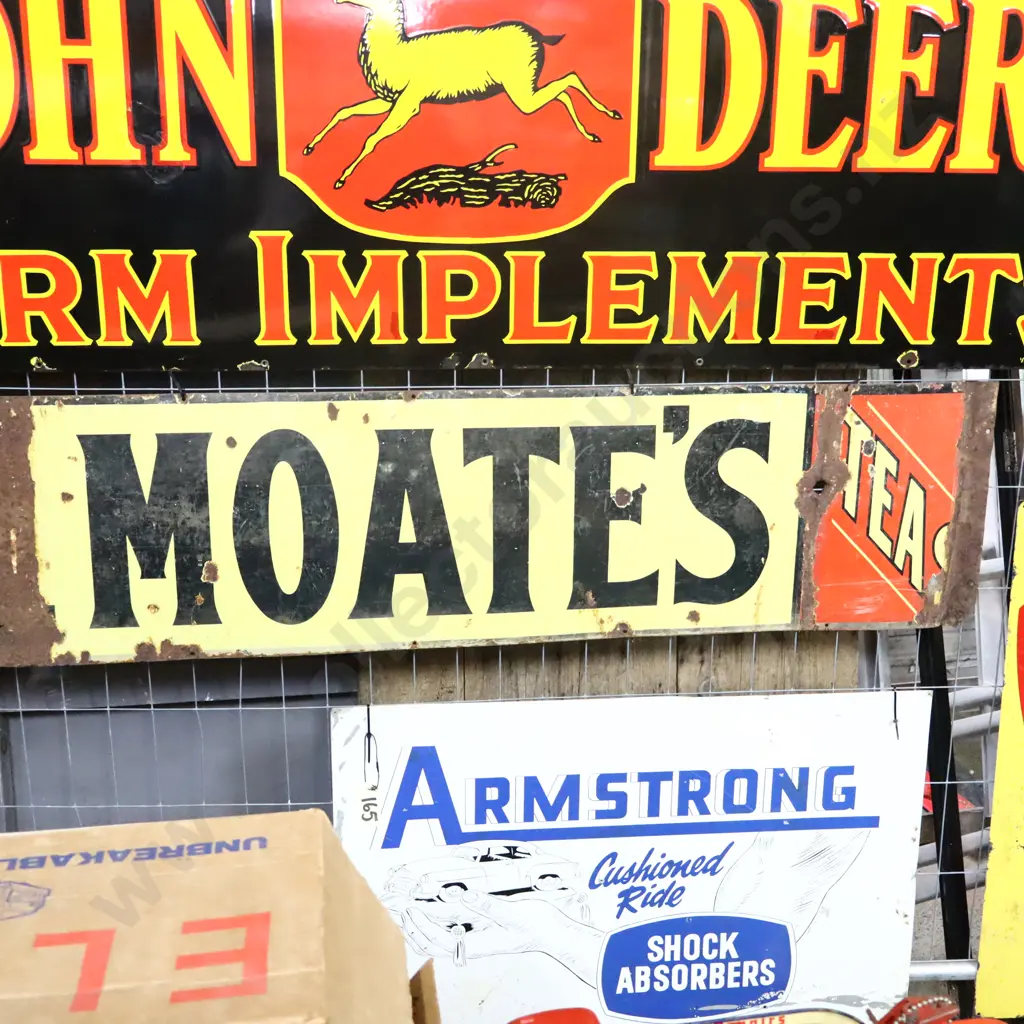 OHN DEER
RM IMPLEMENTS
MOATE'S TEA
ARMSTRONG
165
Cushioned
Ride
SHOCK
ABSORBERS
UNBREAKABL
EL